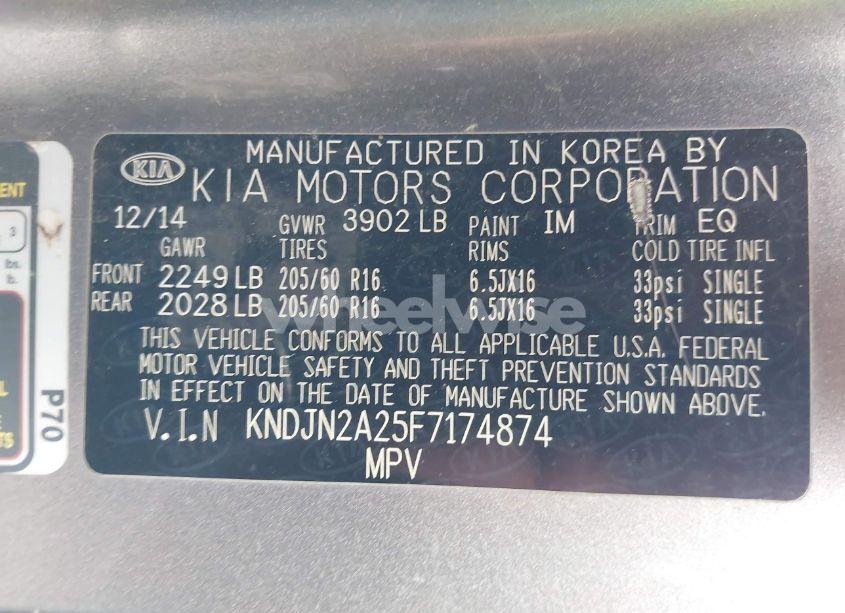 MANUFACTURED IN KOREA BY
KIA KIA MOTORS CORPORATION
12/14 GVWR 3902 LB PAINT IM TRIM EQ
GAWR TIRES RIMS COLD TIRE INFL
FRONT 2249 LB 205/60 R16 6.5JX16 33psi SINGLE
REAR 2028 LB 205/60 R16 6.5JX16 33psi SINGLE
wheelwise
THIS VEHICLE CONFORMS TO ALL APPLICABLE U.S.A. FEDERAL
MOTOR VEHICLE SAFETY AND THEFT PREVENTION STANDARDS
IN EFFECT ON THE DATE OF MANUFACTURE SHOWN ABOVE.
V.I.N KNDJN2A25F7174874
MPV
P70
3
lbs.